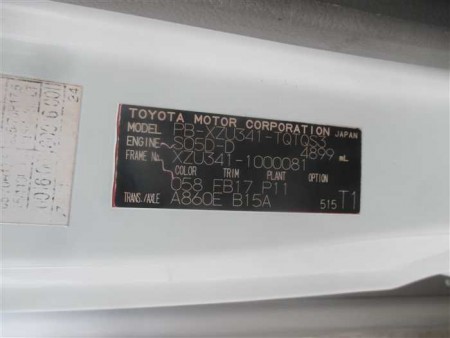 TOYOTA MOTOR CORPORATION JAPAN
MODEL PB-XZU341-TQTQS3
ENGINE S05D-D 4899 mL
FRAME No. XZU341-1000081
COLOR TRIM PLANT OPTION
058 FB17 P11
TRANS./AXLE A860E B15A 515 T1